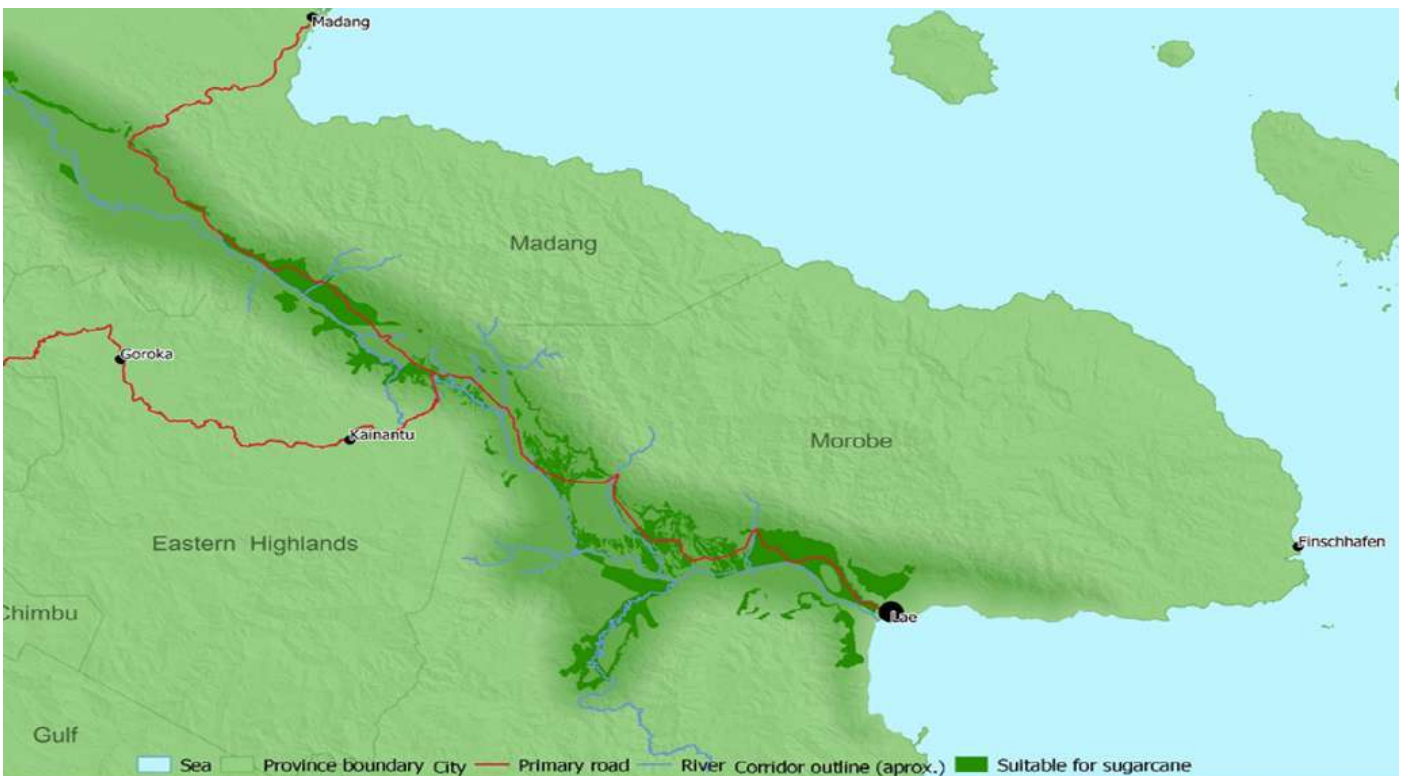 Madang
Madang
Goroka
Kainantu
Morobe
Eastern Highlands
Finschhafen
Chimbu
Lae
Gulf
Sea Province boundary City Primary road River Corridor outline (aprox.) Suitable for sugarcane